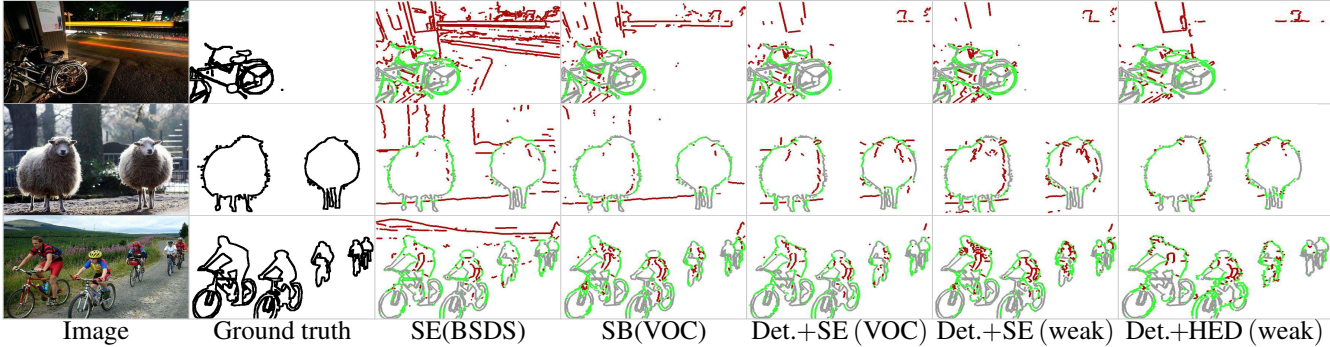 Image Ground truth SE(BSDS) SB(VOC) Det.+SE (VOC) Det.+SE (weak) Det.+HED (weak)